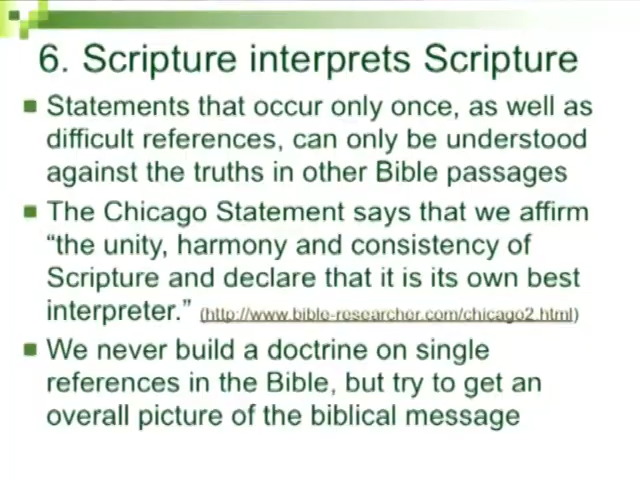 6. Scripture interprets Scripture
Statements that occur only once, as well as
difficult references, can only be understood
against the truths in other Bible passages
The Chicago Statement says that we affirm
“the unity, harmony and consistency of
Scripture and declare that it is its own best
interpreter.” (http://www.bible-researcher.com/chicago2.html)
We never build a doctrine on single
references in the Bible, but try to get an
overall picture of the biblical message